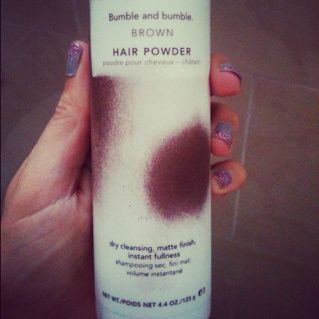 Bumble and bumble.
BROWN
HAIR POWDER
poudre pour cheveux – châtain
dry cleansing, matte finish,
instant fullness
shampooing sec, fini mat,
volume instantané
NET WT./POIDS NET 4.4 OZ./125 g e